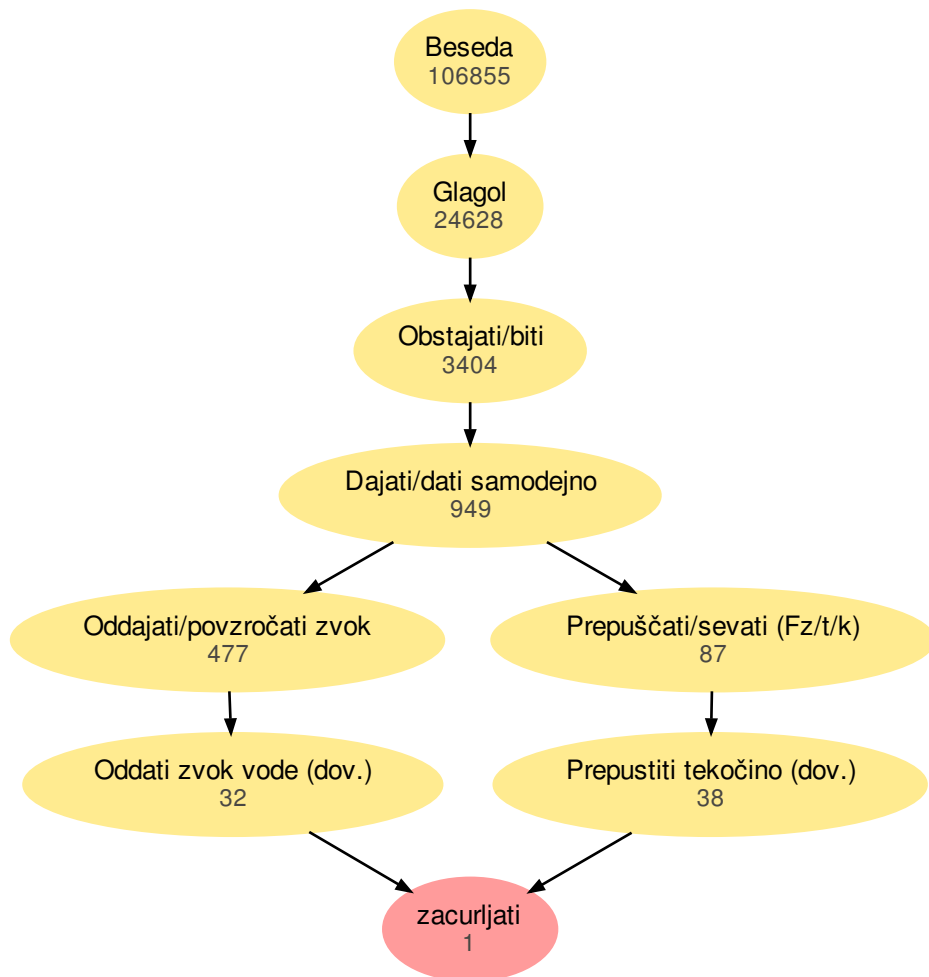 Beseda
106855
Glagol
24628
Obstajati/biti
3404
Dajati/dati samodejno
949
Oddajati/povzročati zvok
477
Prepuščati/sevati (Fz/t/k)
87
Oddati zvok vode (dov.)
32
Prepustiti tekočino (dov.)
38
zacurljati
1